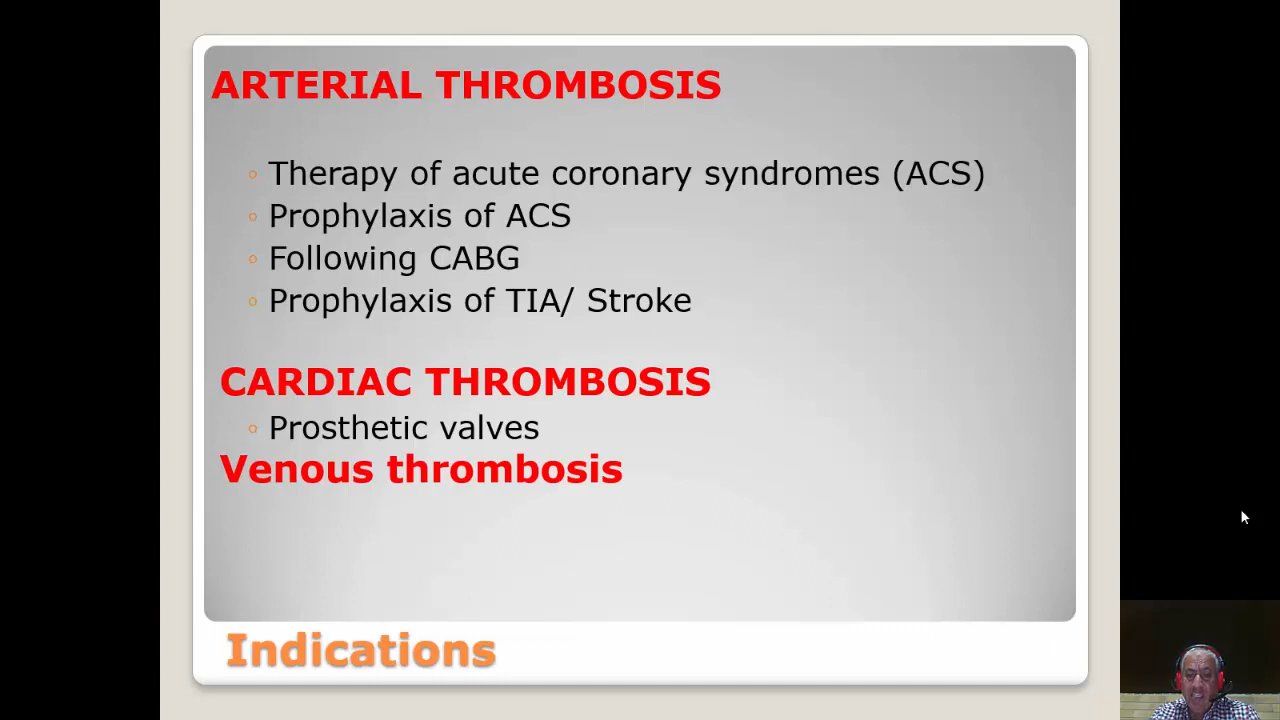 ARTERIAL THROMBOSIS
Therapy of acute coronary syndromes (ACS)
Prophylaxis of ACS
Following CABG
Prophylaxis of TIA/ Stroke
CARDIAC THROMBOSIS
Prosthetic valves
Venous thrombosis
Indications